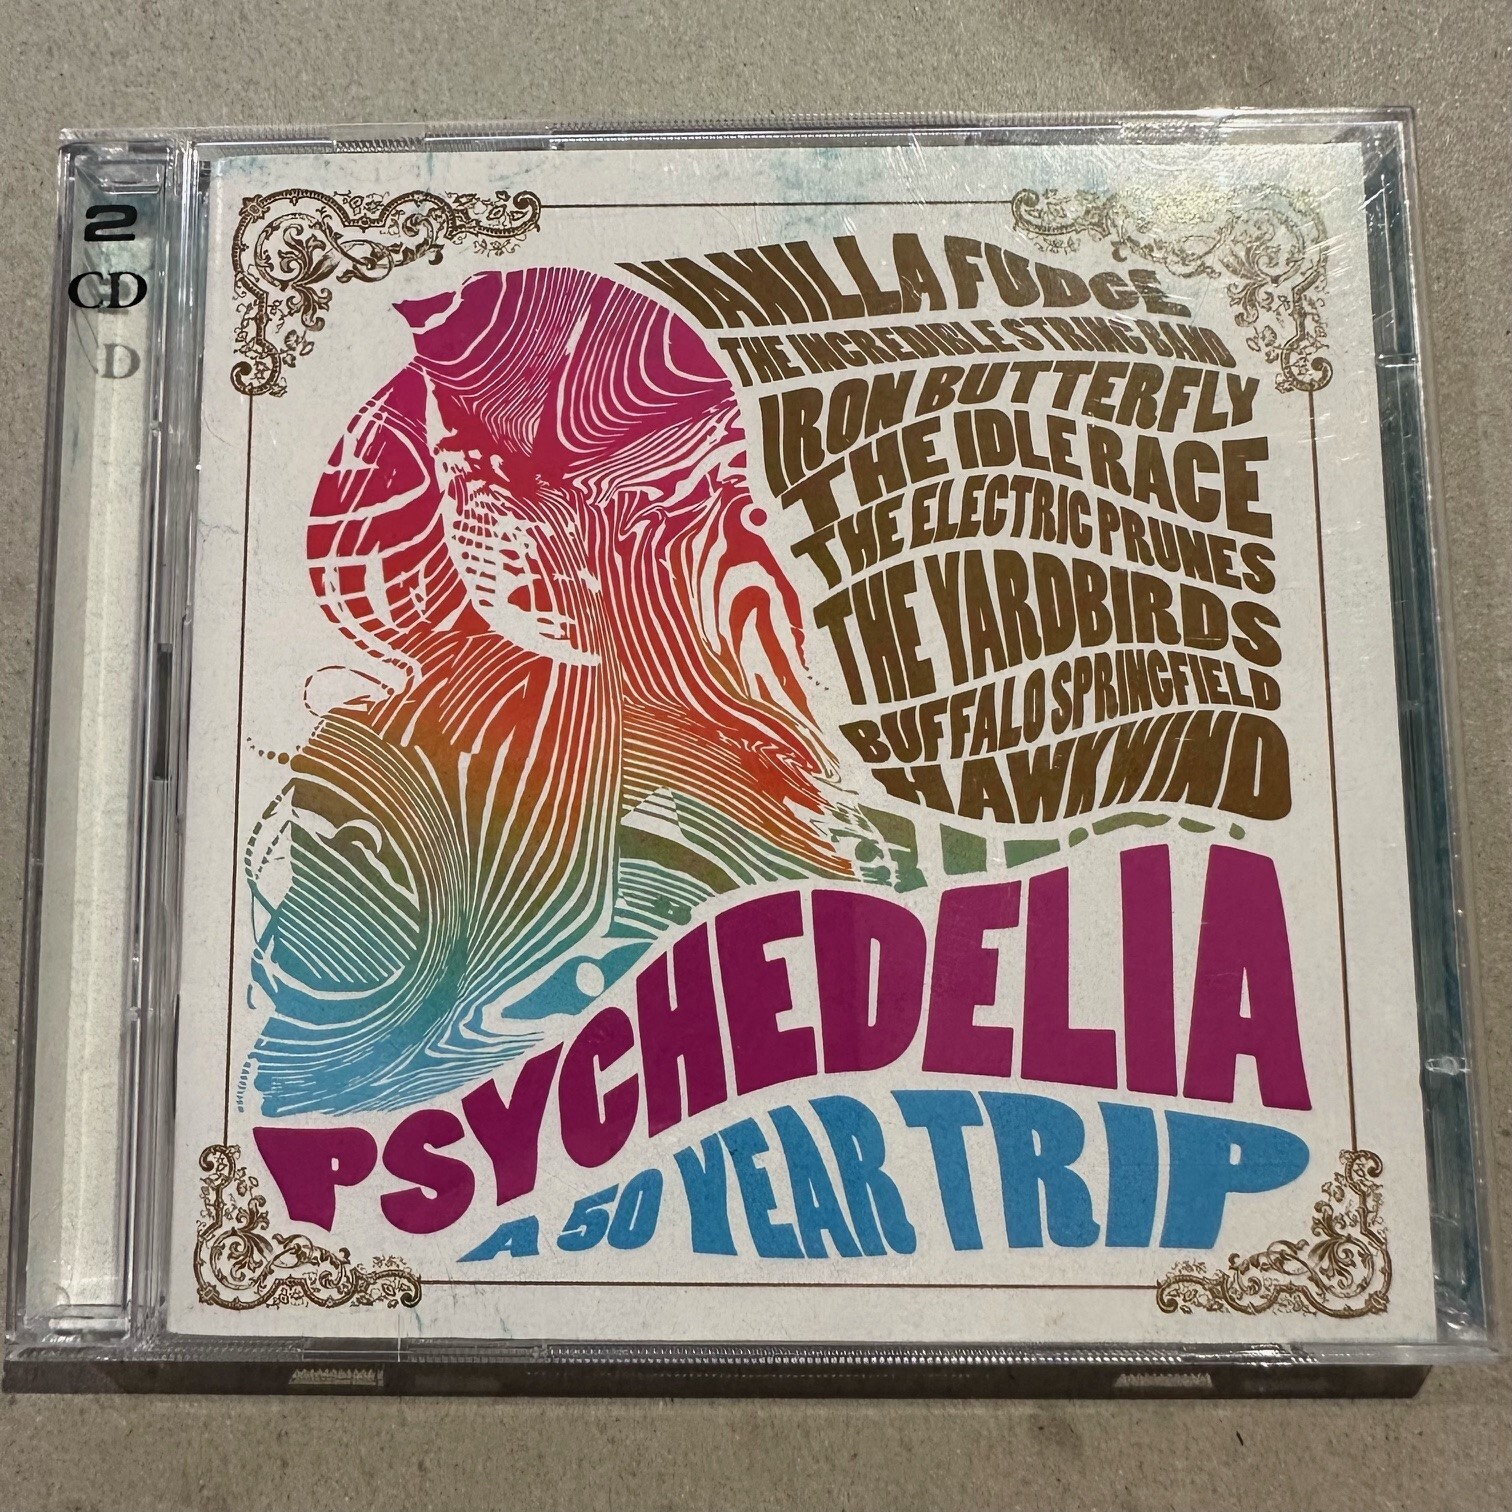 2
CD
D
VANILLA FUDGE
THE INCREDIBLE STRING BAND
IRON BUTTERFLY
THE IDLE RACE
THE ELECTRIC PRUNES
THE YARDBIRDS
BUFFALO SPRINGFIELD
HAWKWIND
PSYCHEDELIA
A 50 YEAR TRIP